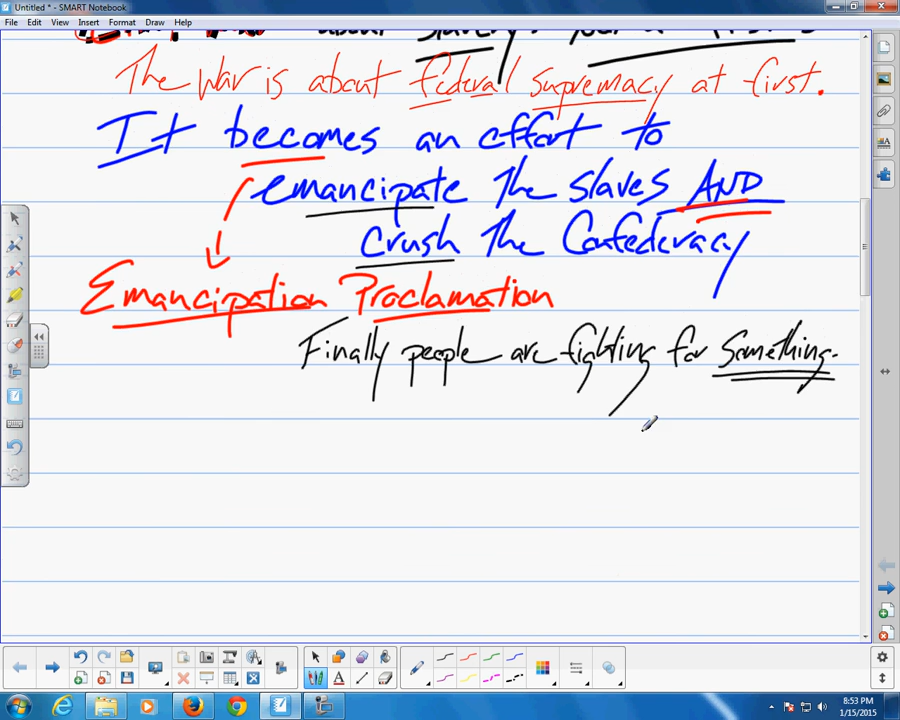 Untitled * - SMART Notebook
File Edit View Insert Format Draw Help
about slavery
The War is about federal supremacy at first.
It becomes an effort to
emancipate the slaves AND
crush the Confederacy
Emancipation Proclamation
Finally people are fighting for Something.
8:53 PM
1/15/2015